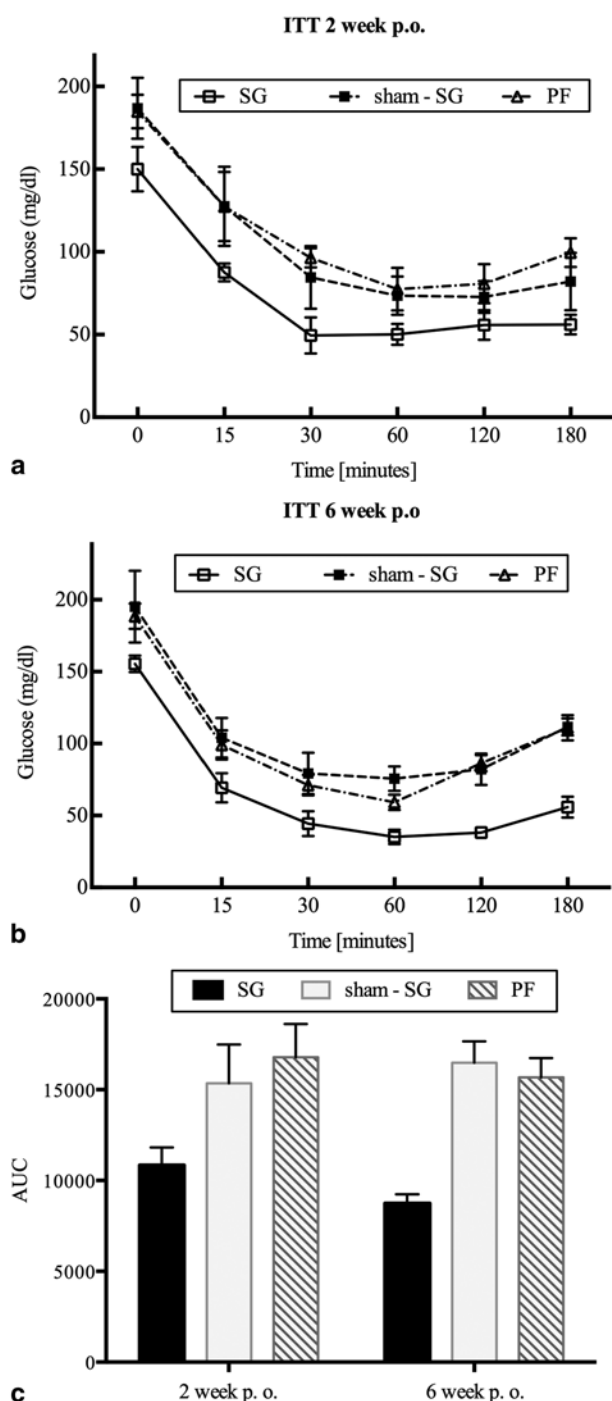 ITT 2 week p.o.
SG sham - SG PF
200
150
100
50
0
Glucose (mg/dl)
0 15 30 60 120 180
Time [minutes]
a
ITT 6 week p.o
SG sham - SG PF
200
150
100
50
0
Glucose (mg/dl)
0 15 30 60 120 180
Time [minutes]
b
SG sham - SG PF
20000
15000
10000
5000
0
AUC
2 week p. o. 6 week p. o.
c